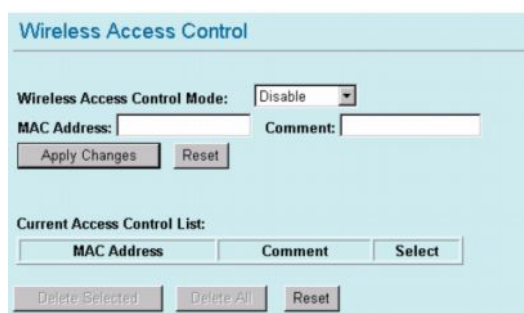 Wireless Access Control
Wireless Access Control Mode: Disable
MAC Address: Comment:
Apply Changes Reset
Current Access Control List:
MAC Address Comment Select
Delete Selected Delete All Reset